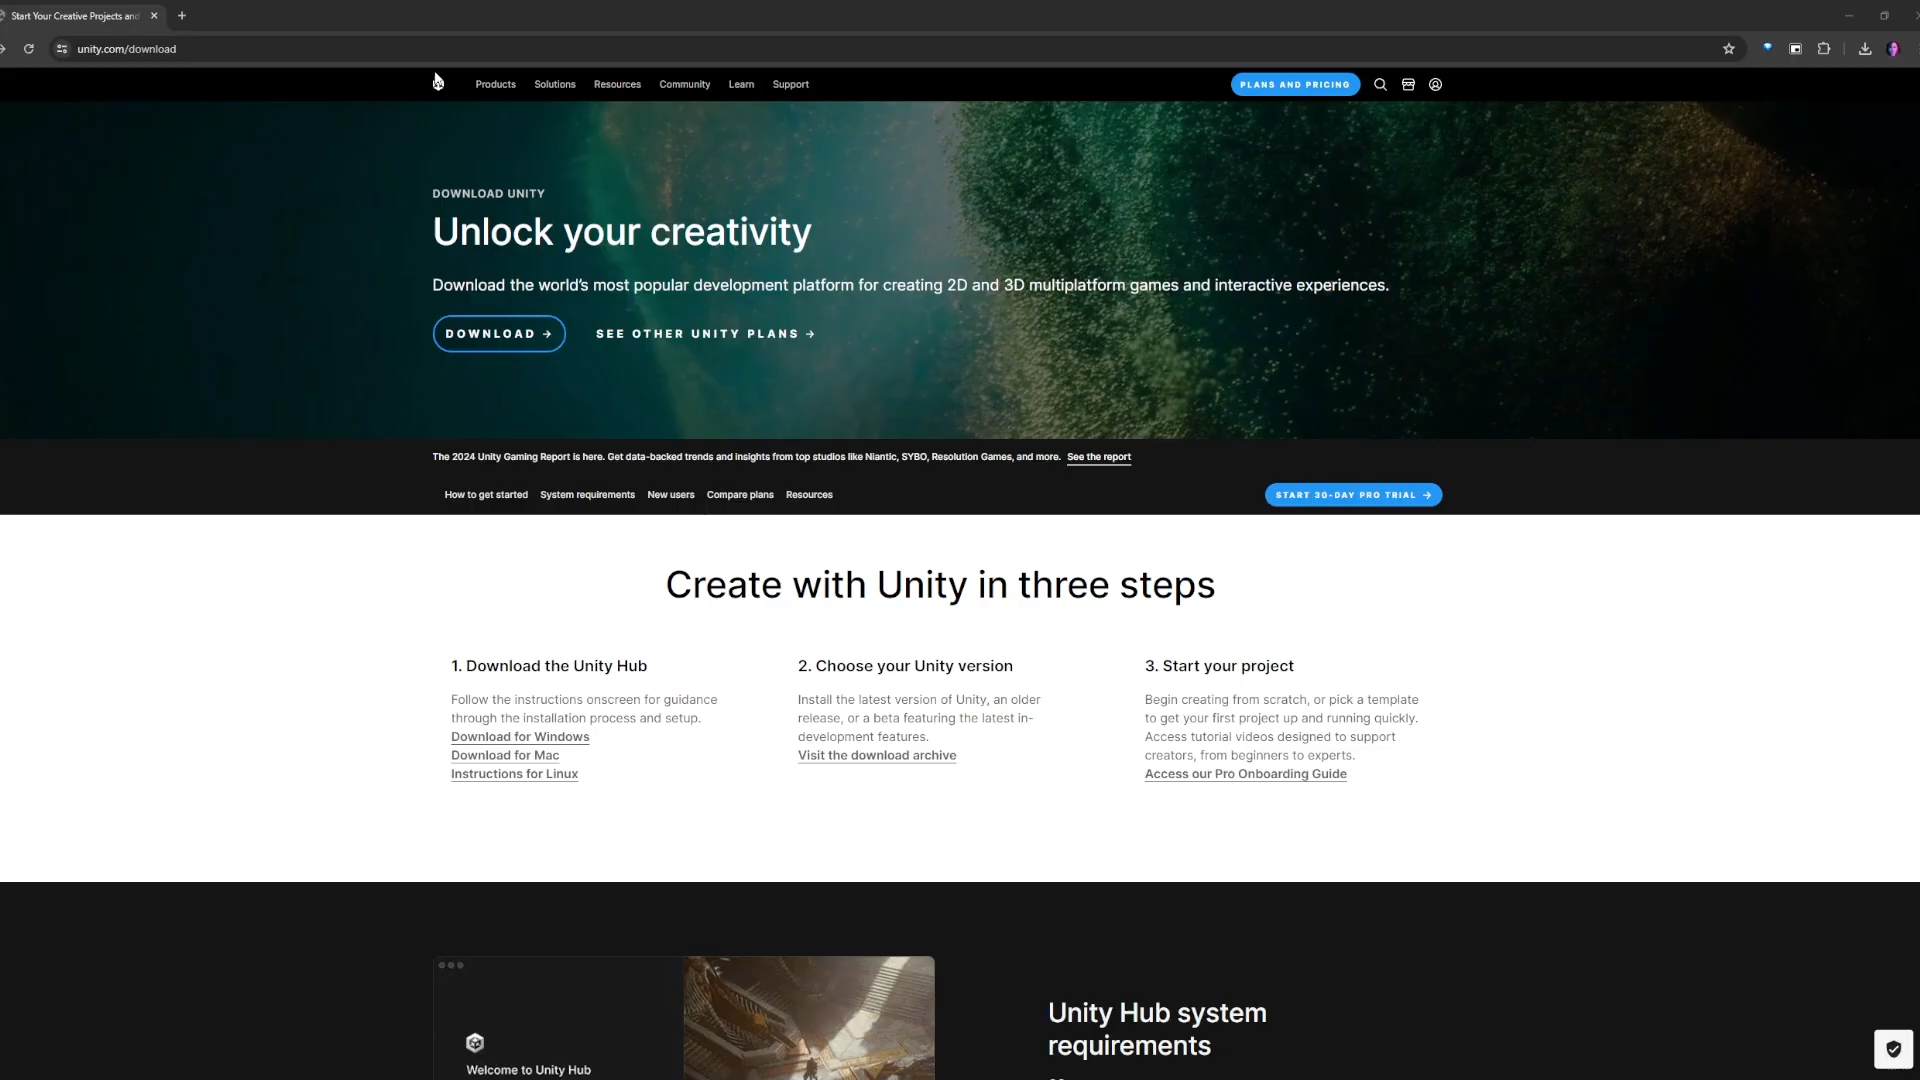 Start Your Creative Projects and
unity.com/download
Products
Solutions
Resources
Community
Learn
Support
PLANS AND PRICING
DOWNLOAD UNITY
Unlock your creativity
Download the world's most popular development platform for creating 2D and 3D multiplatform games and interactive experiences.
DOWNLOAD →
SEE OTHER UNITY PLANS →
The 2024 Unity Gaming Report is here. Get data-backed trends and insights from top studios like Niantic, SYBO, Resolution Games, and more. See the report
How to get started
System requirements
New users
Compare plans
Resources
START 30-DAY PRO TRIAL →
Create with Unity in three steps
1. Download the Unity Hub
Follow the instructions onscreen for guidance
through the installation process and setup.
Download for Windows
Download for Mac
Instructions for Linux
2. Choose your Unity version
Install the latest version of Unity, an older
release, or a beta featuring the latest in-
development features.
Visit the download archive
3. Start your project
Begin creating from scratch, or pick a template
to get your first project up and running quickly.
Access tutorial videos designed to support
creators, from beginners to experts.
Access our Pro Onboarding Guide
Welcome to Unity Hub
Unity Hub system
requirements